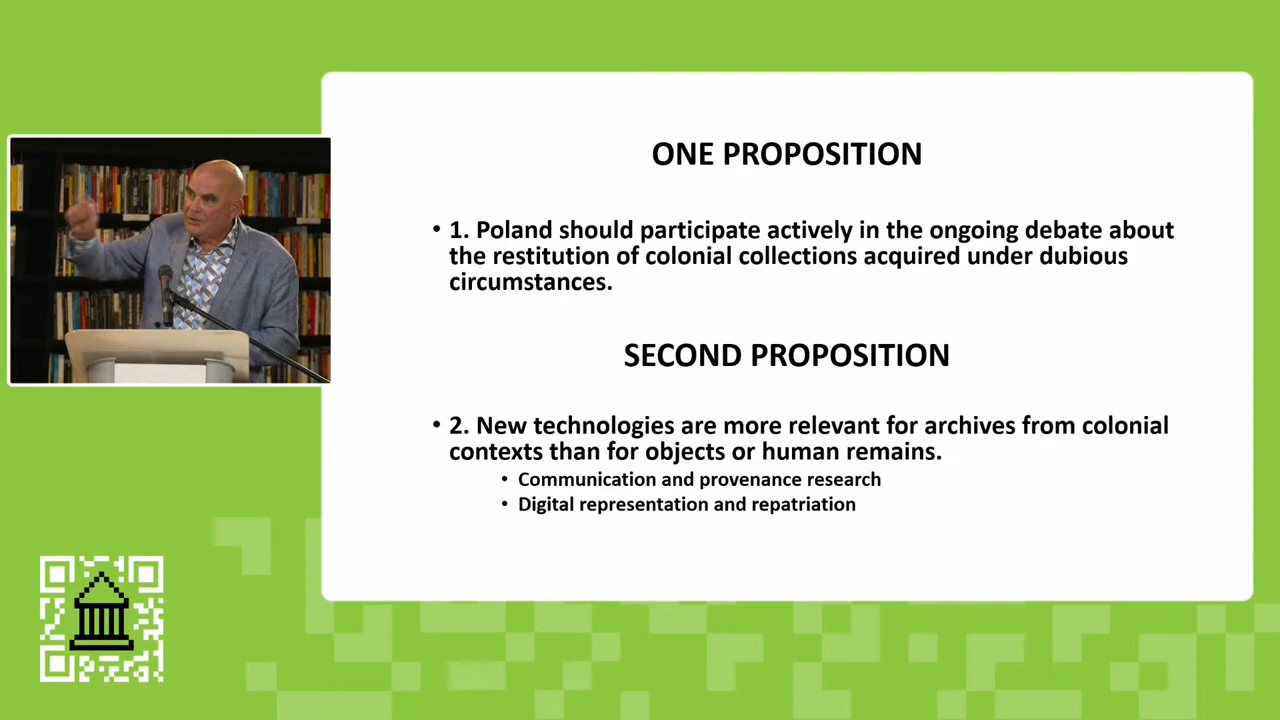 ONE PROPOSITION
• 1. Poland should participate actively in the ongoing debate about
the restitution of colonial collections acquired under dubious
circumstances.
SECOND PROPOSITION
• 2. New technologies are more relevant for archives from colonial
contexts than for objects or human remains.
• Communication and provenance research
• Digital representation and repatriation